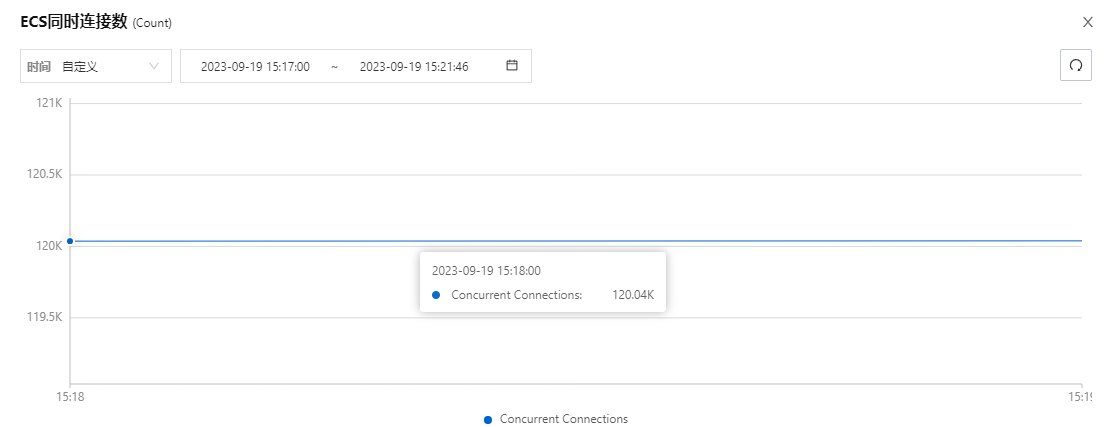 ECS同时连接数 (Count)
时间 自定义
2023-09-19 15:17:00 ~ 2023-09-19 15:21:46
121K
120.5K
120K
119.5K
2023-09-19 15:18:00
Concurrent Connections: 120.04K
15:18
15:19
Concurrent Connections